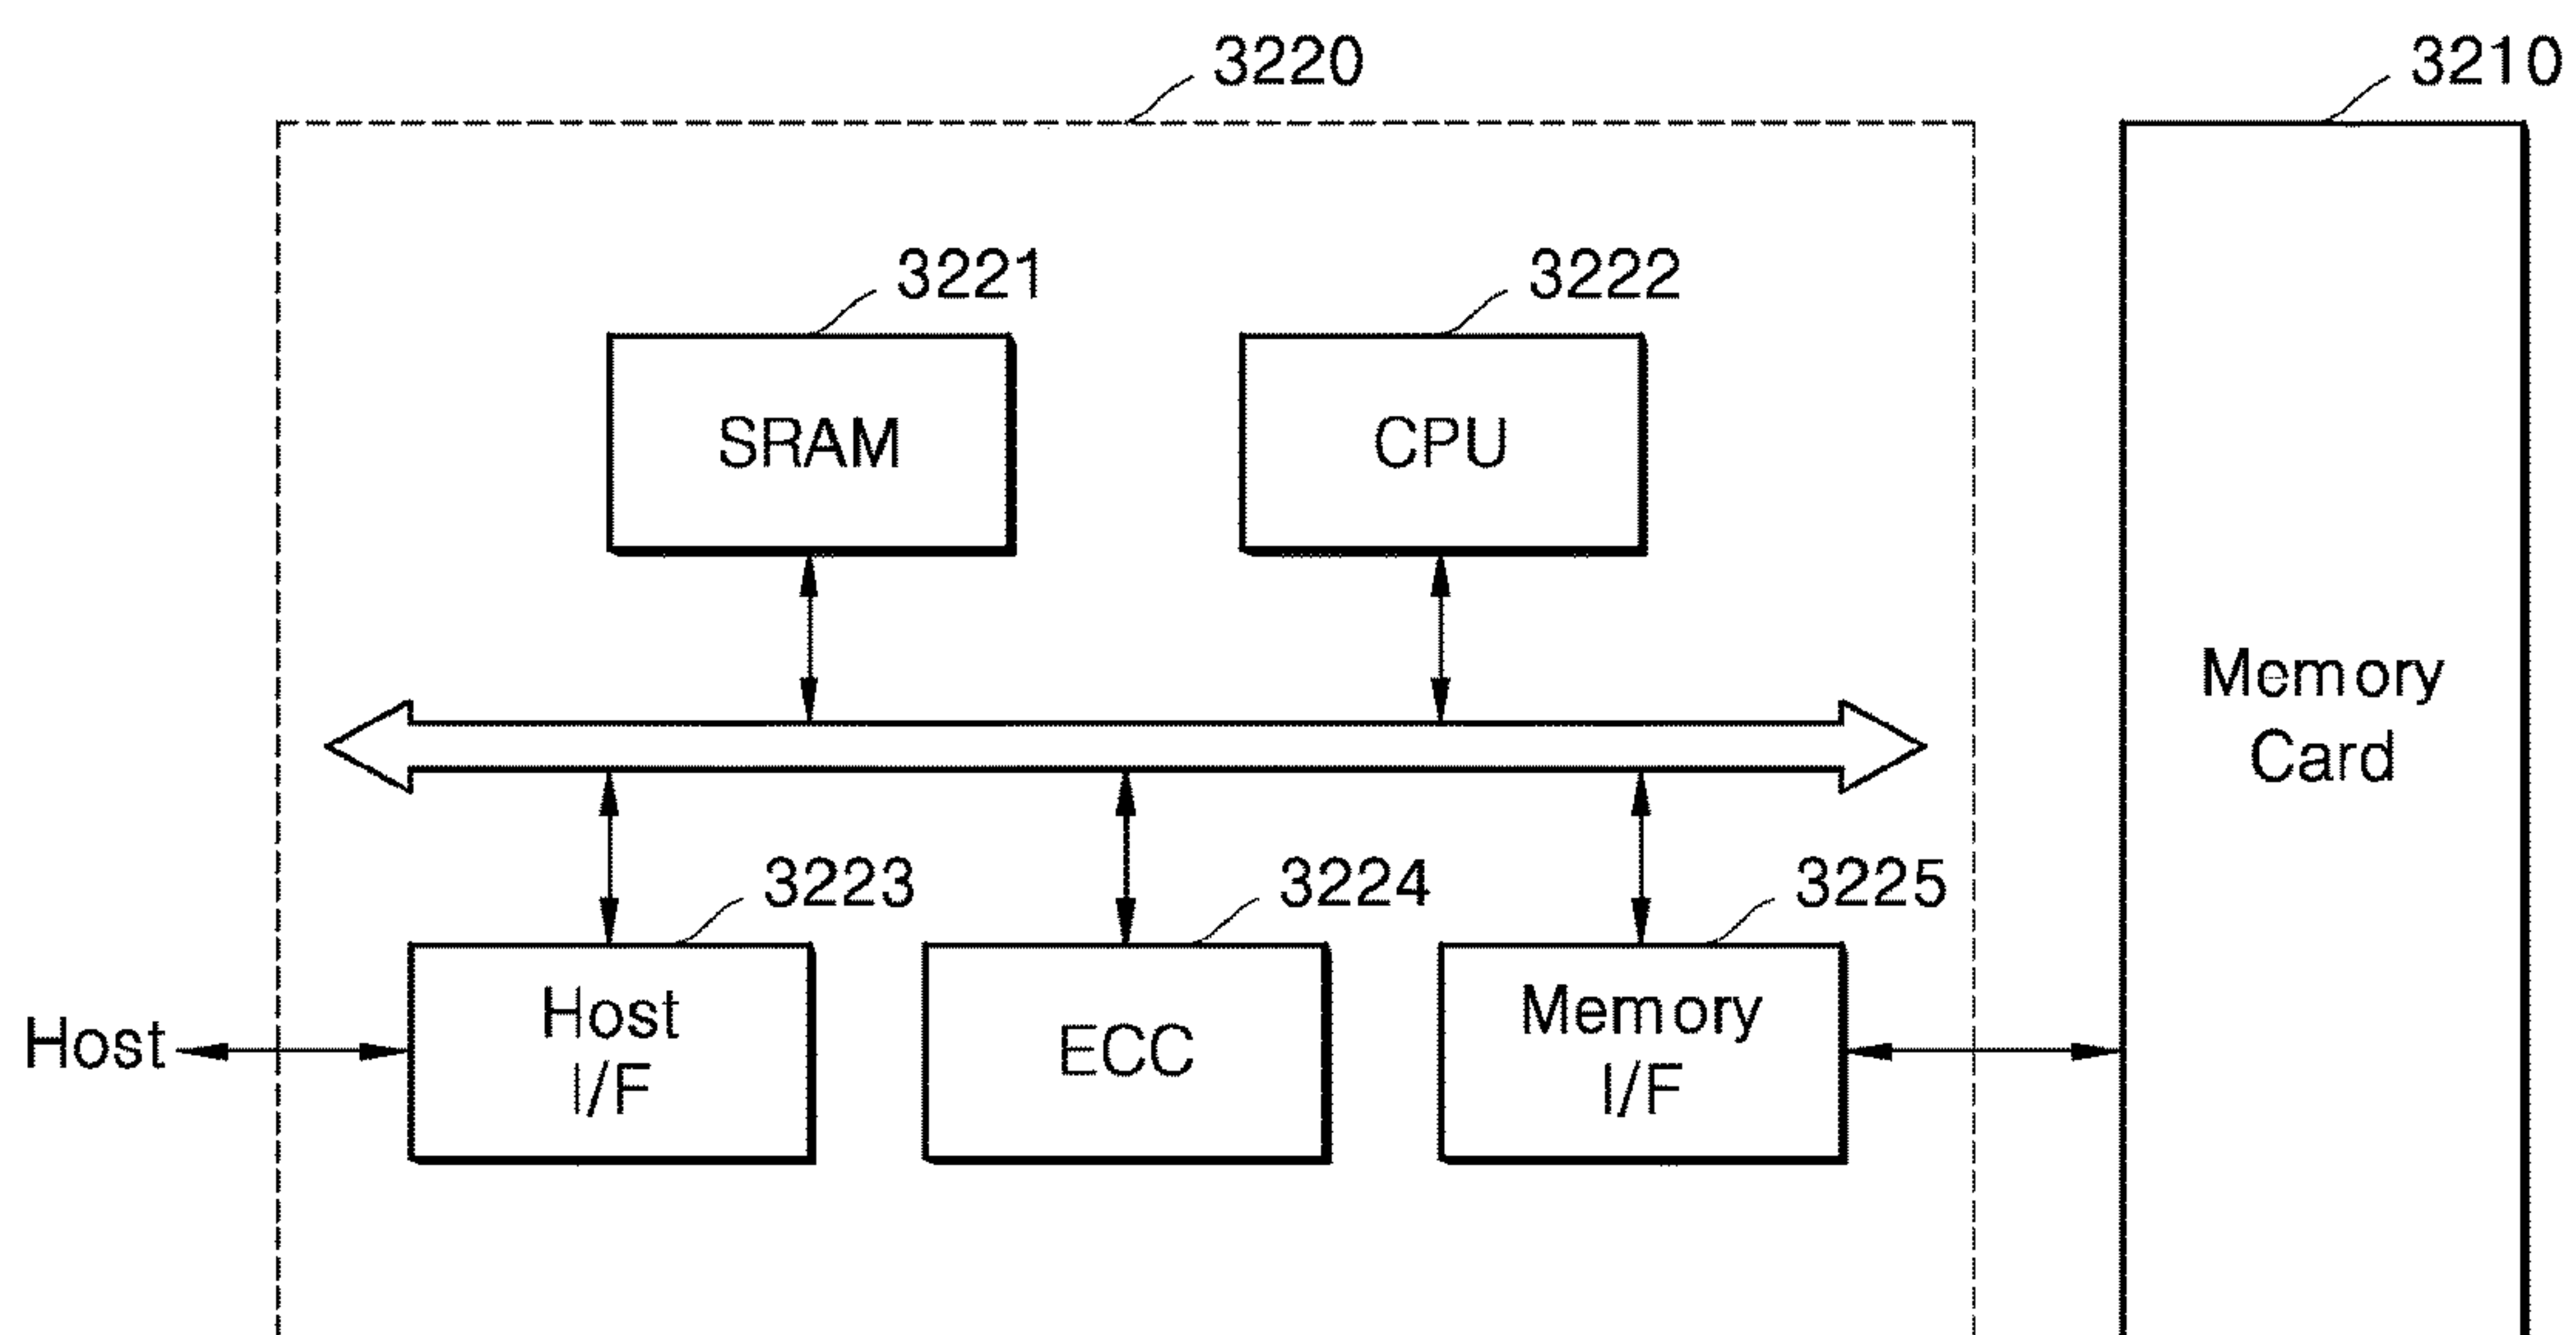 3220
3210
3221
3222
SRAM
CPU
Memory
Card
3223
3224
3225
Host
Host
I/F
ECC
Memory
I/F